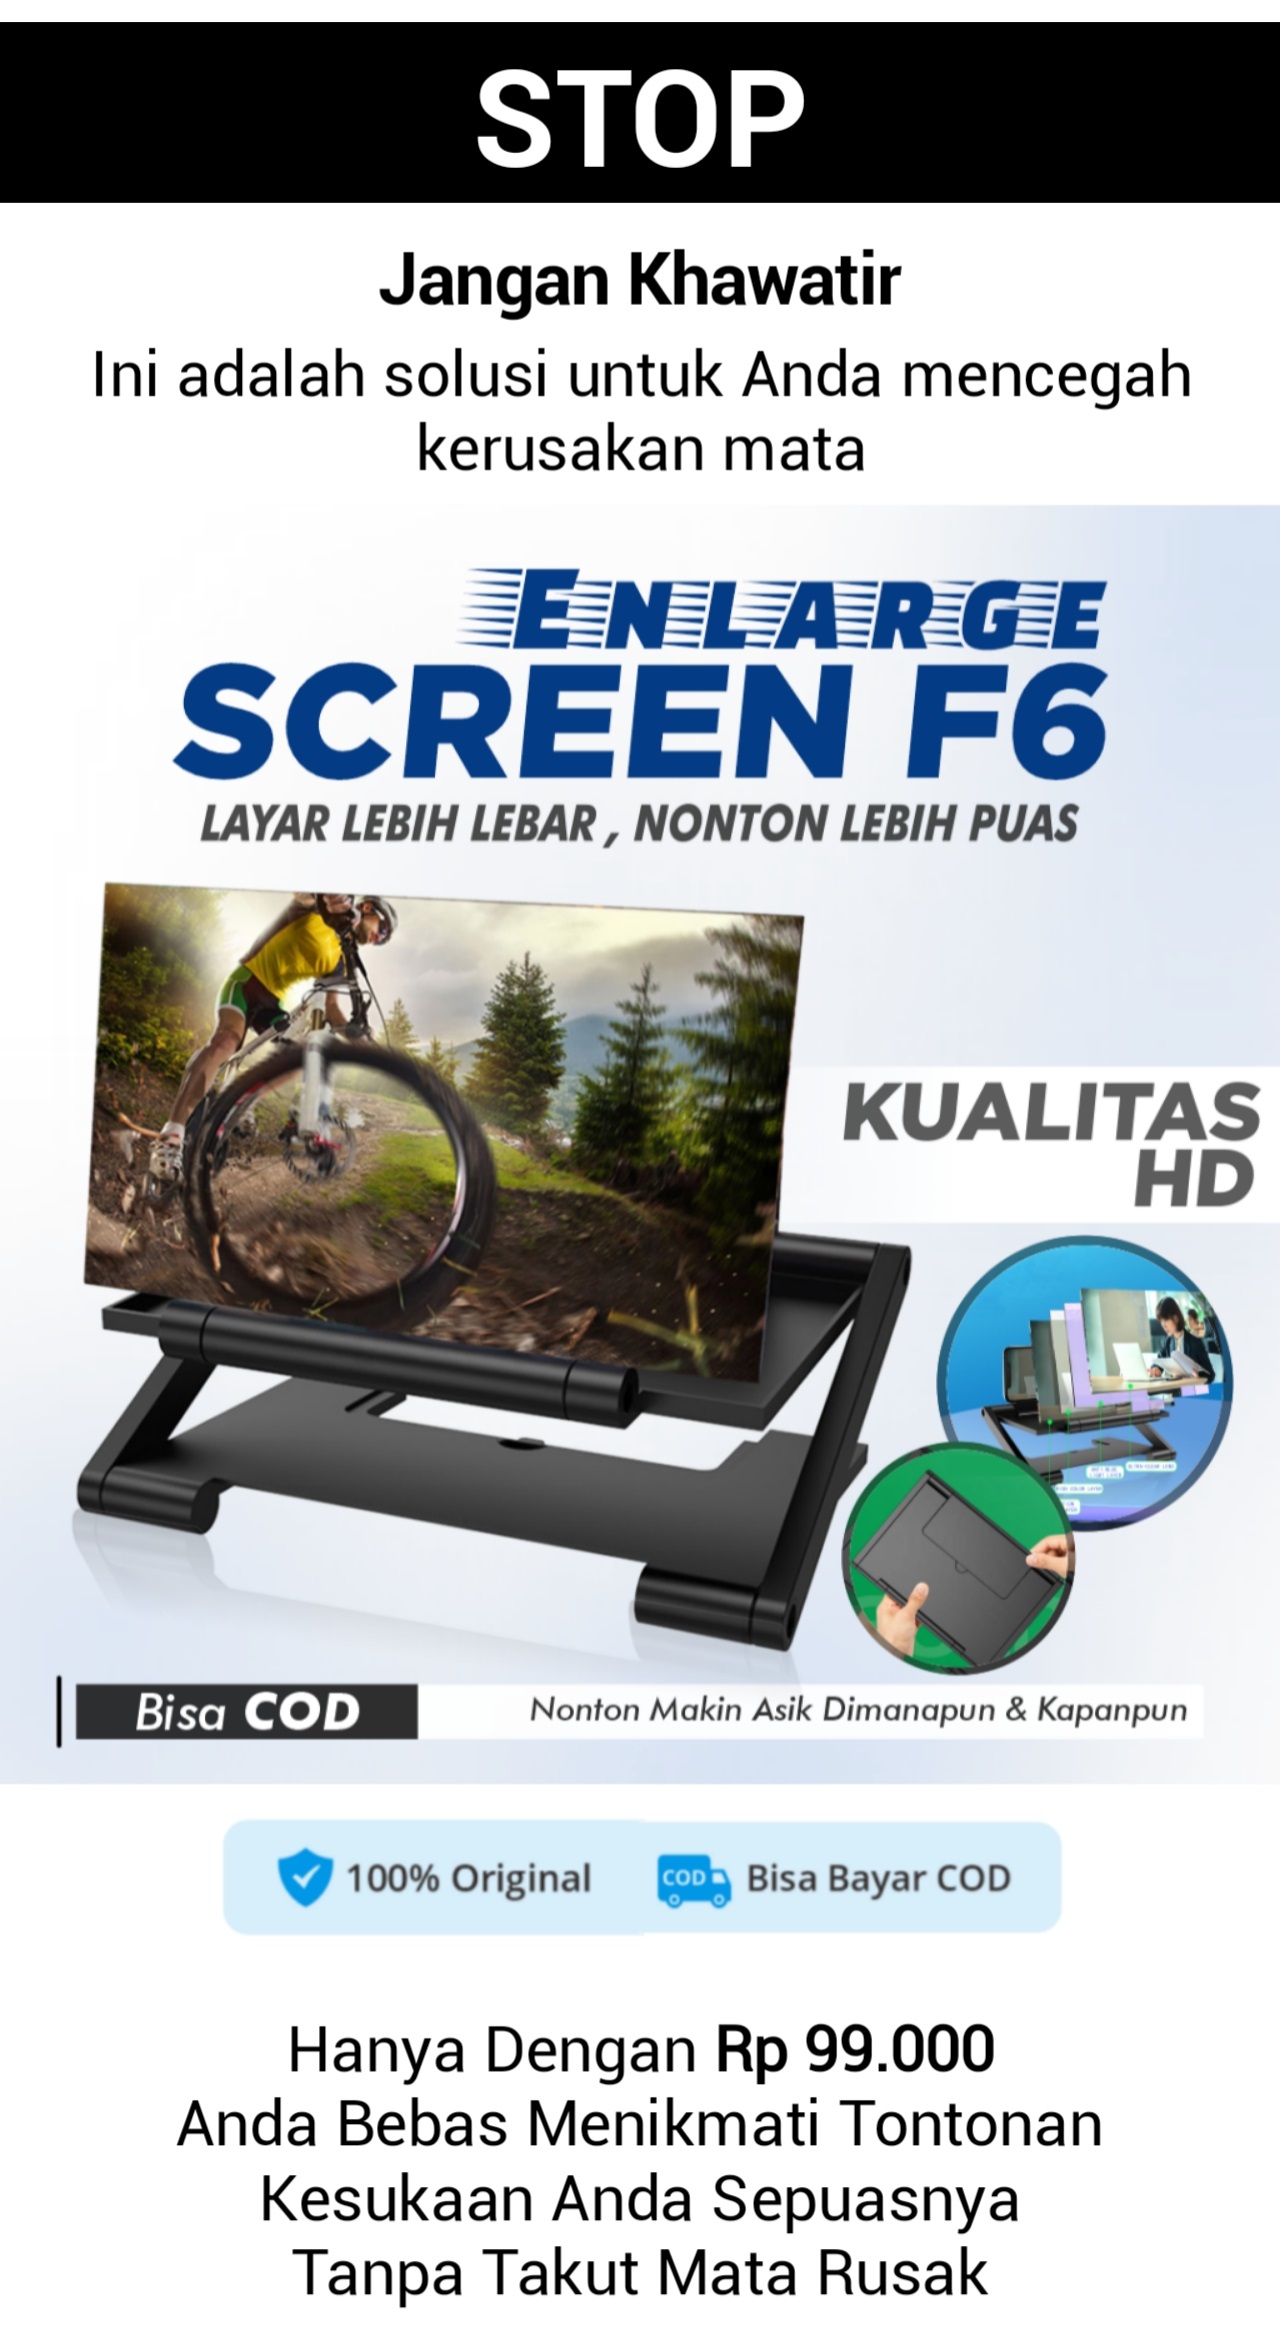 STOP
Jangan Khawatir
Ini adalah solusi untuk Anda mencegah
kerusakan mata
ENLARGE
SCREEN F6
LAYAR LEBIH LEBAR , NONTON LEBIH PUAS
KUALITAS
HD
Bisa COD
Nonton Makin Asik Dimanapun & Kapanpun
100% Original
COD
Bisa Bayar COD
Hanya Dengan Rp 99.000
Anda Bebas Menikmati Tontonan
Kesukaan Anda Sepuasnya
Tanpa Takut Mata Rusak